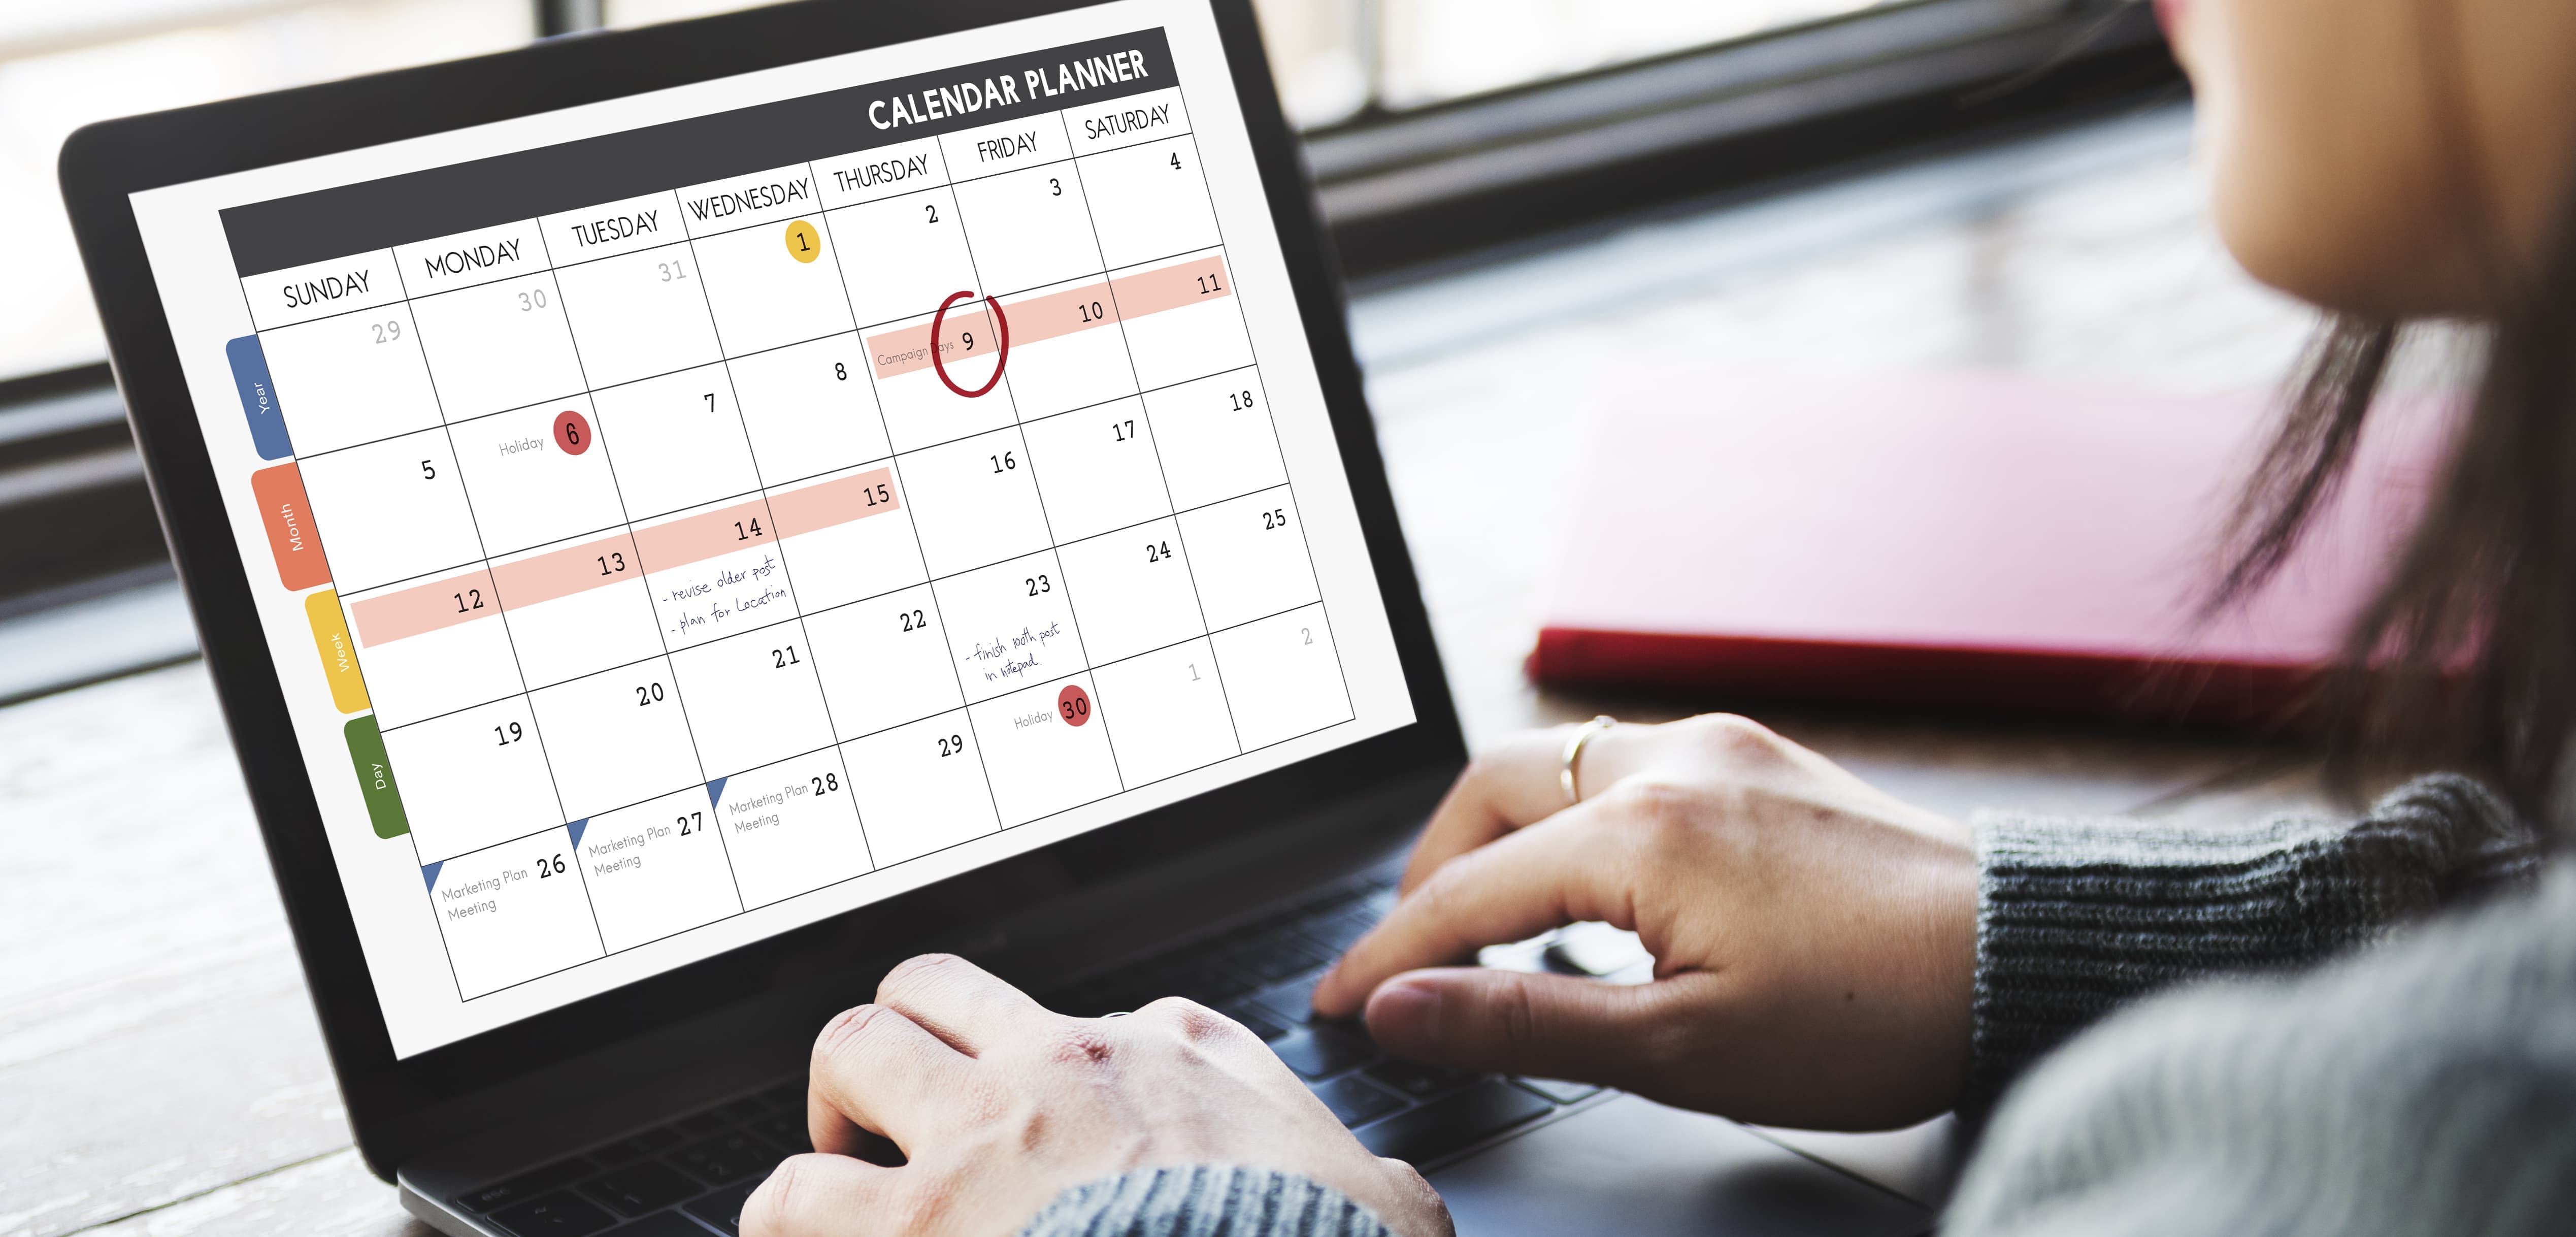 CALENDAR PLANNER
SUNDAY MONDAY TUESDAY WEDNESDAY THURSDAY FRIDAY SATURDAY
29 30 31 1 2 3 4
5 Holiday 6 7 8 Campaign Days 9 10 11
12 13 14 15 16 17 18
- revise older post
- plan for Location
19 20 21 22 23 24 25
- finish 100th post
in notepad.
Marketing Plan 26 Marketing Plan 27 Marketing Plan 28 29 Holiday 30 1 2
Meeting Meeting Meeting
Year
Month
Week
Day